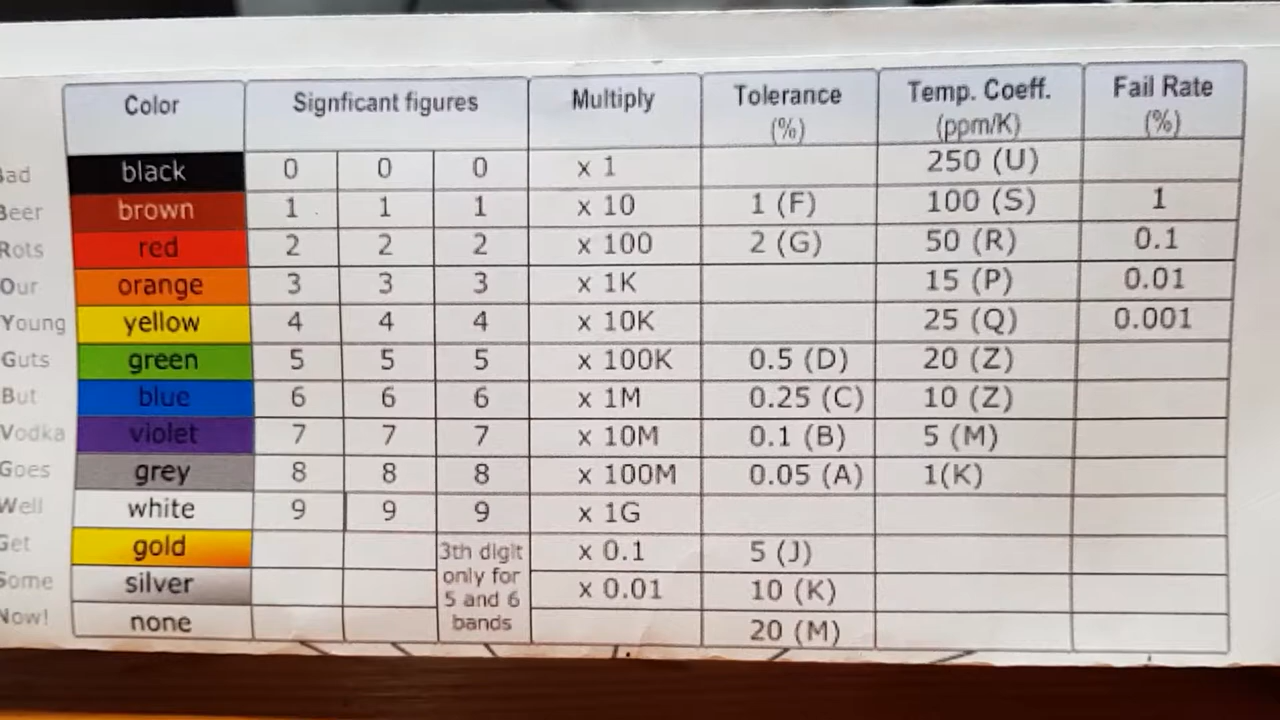 Color Signficant figures Multiply Tolerance (%) Temp. Coeff. (ppm/K) Fail Rate (%)
black 0 0 0 x 1 250 (U)
Beer brown 1 1 1 x 10 1 (F) 100 (S) 1
Rots red 2 2 2 x 100 2 (G) 50 (R) 0.1
Our orange 3 3 3 x 1K 15 (P) 0.01
Young yellow 4 4 4 x 10K 25 (Q) 0.001
Guts green 5 5 5 x 100K 0.5 (D) 20 (Z)
But blue 6 6 6 x 1M 0.25 (C) 10 (Z)
Vodka violet 7 7 7 x 10M 0.1 (B) 5 (M)
Goes grey 8 8 8 x 100M 0.05 (A) 1(K)
Well white 9 9 9 x 1G
Get gold x 0.1 5 (J)
Some silver x 0.01 10 (K)
Now! none 20 (M)
3th digit
only for
5 and 6
bands